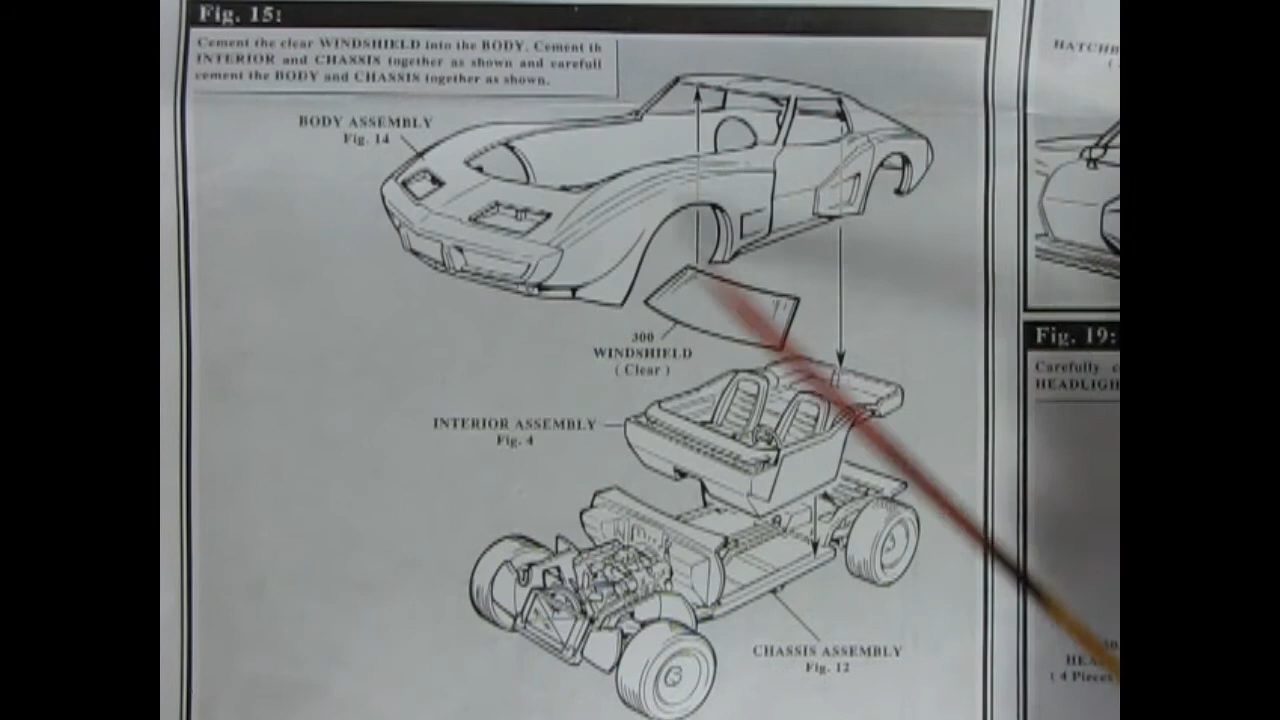 Fig. 15:
Cement the clear WINDSHIELD into the BODY. Cement th
INTERIOR and CHASSIS together as shown and carefull
cement the BODY and CHASSIS together as shown.
BODY ASSEMBLY
Fig. 14
300
WINDSHIELD
( Clear )
INTERIOR ASSEMBLY
Fig. 4
CHASSIS ASSEMBLY
Fig. 12
HATCHB
Fig. 19:
Carefully c
HEADLIGH
HEA
( 4 Pieces